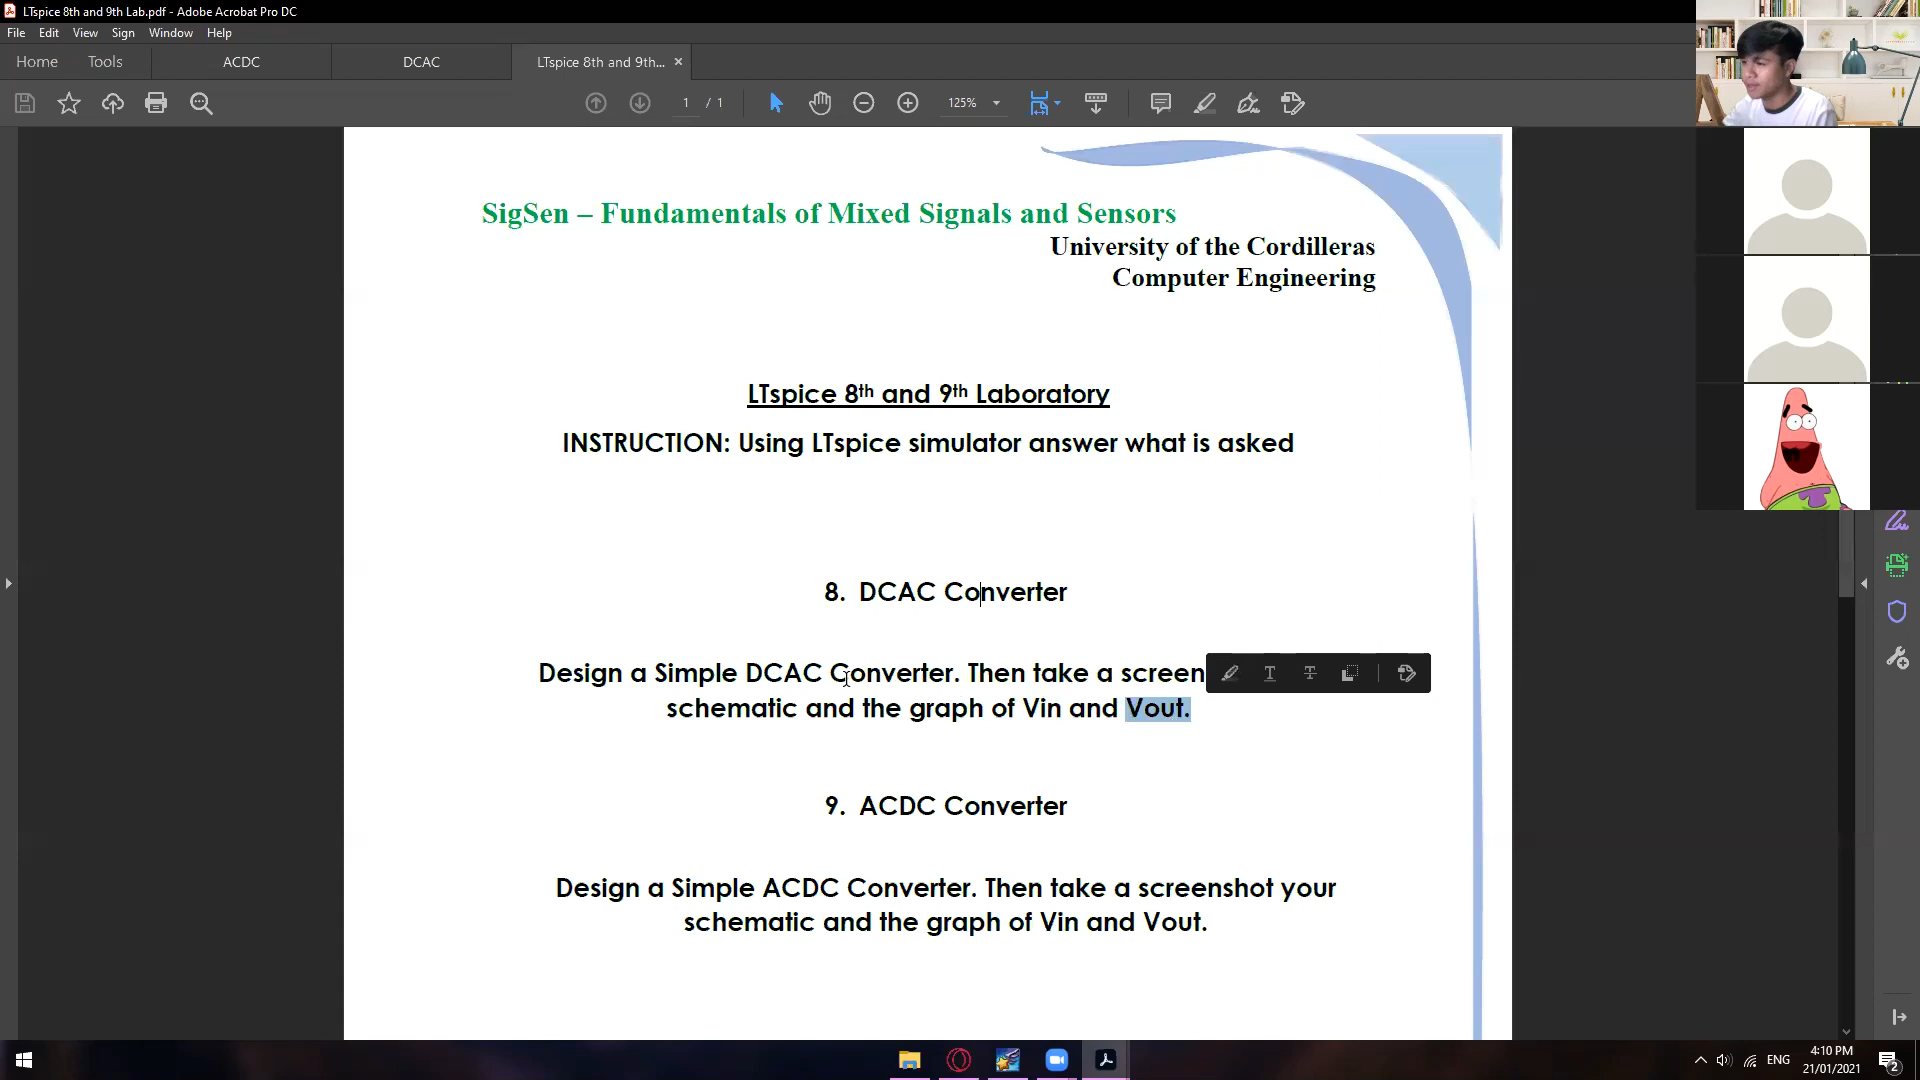 LTspice 8th and 9th Lab.pdf - Adobe Acrobat Pro DC
File Edit View Sign Window Help
Home Tools ACDC DCAC LTspice 8th and 9th... ×
1 / 1 125%
SigSen – Fundamentals of Mixed Signals and Sensors
University of the Cordilleras
Computer Engineering
LTspice 8th and 9th Laboratory
INSTRUCTION: Using LTspice simulator answer what is asked
8. DCAC Converter
Design a Simple DCAC Converter. Then take a screen
schematic and the graph of Vin and Vout.
9. ACDC Converter
Design a Simple ACDC Converter. Then take a screenshot your
schematic and the graph of Vin and Vout.
ENG
4:10 PM
21/01/2021
2